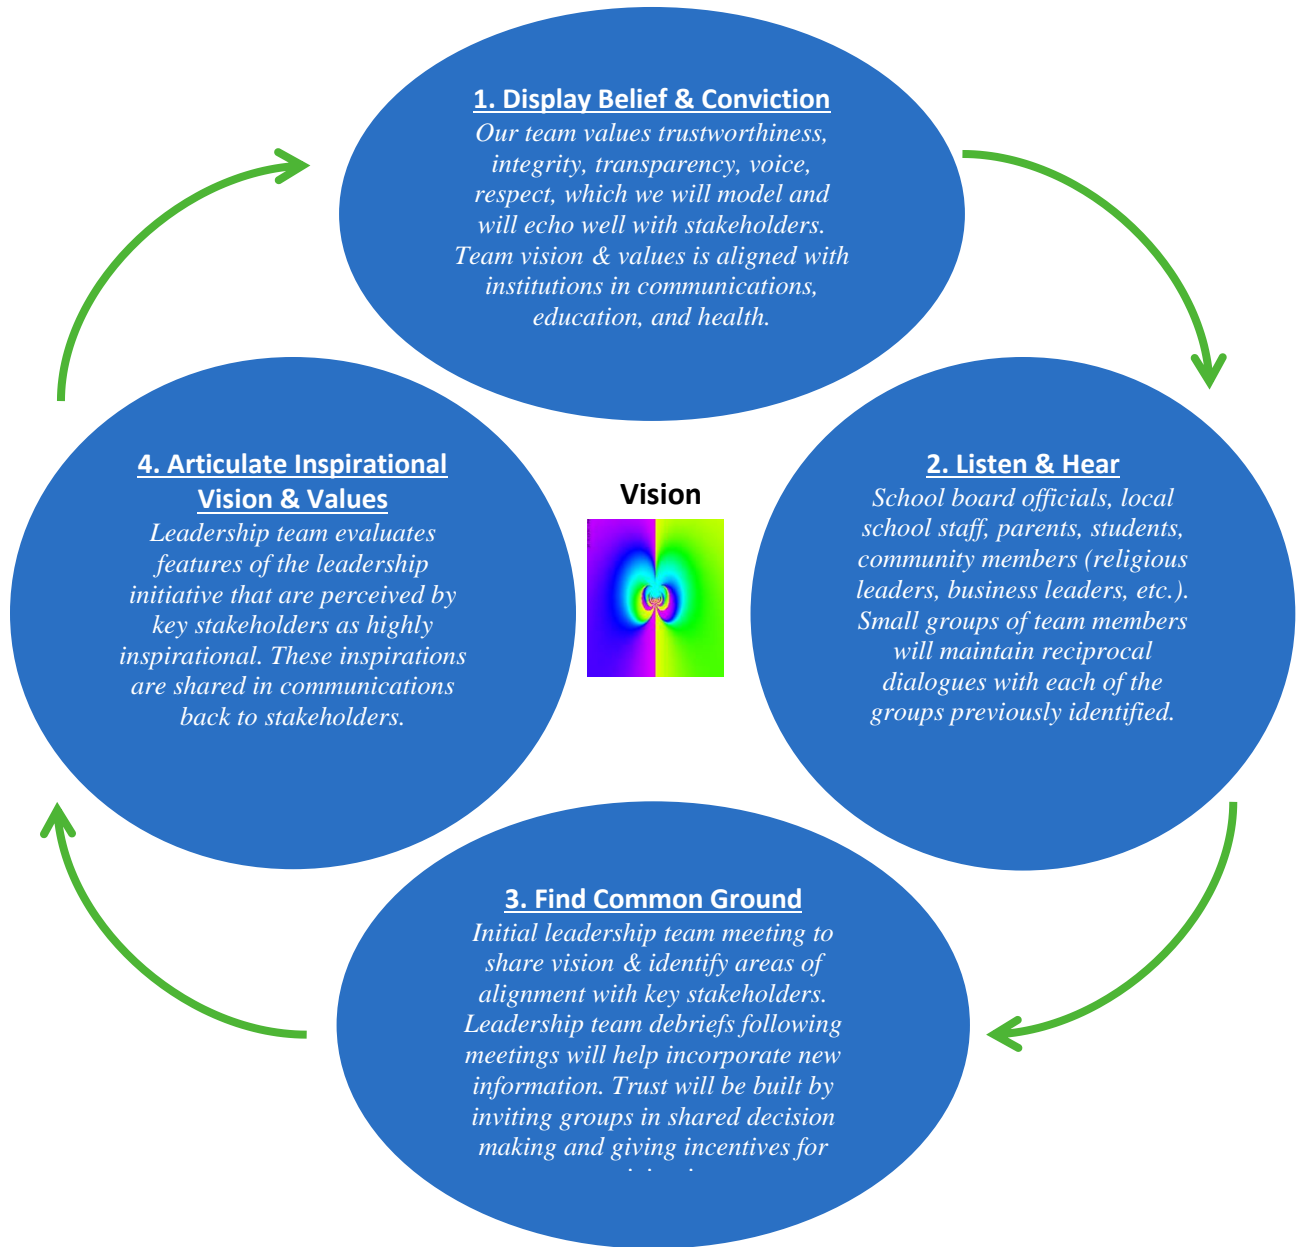 1. Display Belief & Conviction
Our team values trustworthiness,
integrity, transparency, voice,
respect, which we will model and
will echo well with stakeholders.
Team vision & values is aligned with
institutions in communications,
education, and health.
2. Listen & Hear
School board officials, local
school staff, parents, students,
community members (religious
leaders, business leaders, etc.).
Small groups of team members
will maintain reciprocal
dialogues with each of the
groups previously identified.
3. Find Common Ground
Initial leadership team meeting to
share vision & identify areas of
alignment with key stakeholders.
Leadership team debriefs following
meetings will help incorporate new
information. Trust will be built by
inviting groups in shared decision
making and giving incentives for
4. Articulate Inspirational
Vision & Values
Leadership team evaluates
features of the leadership
initiative that are perceived by
key stakeholders as highly
inspirational. These inspirations
are shared in communications
back to stakeholders.
Vision